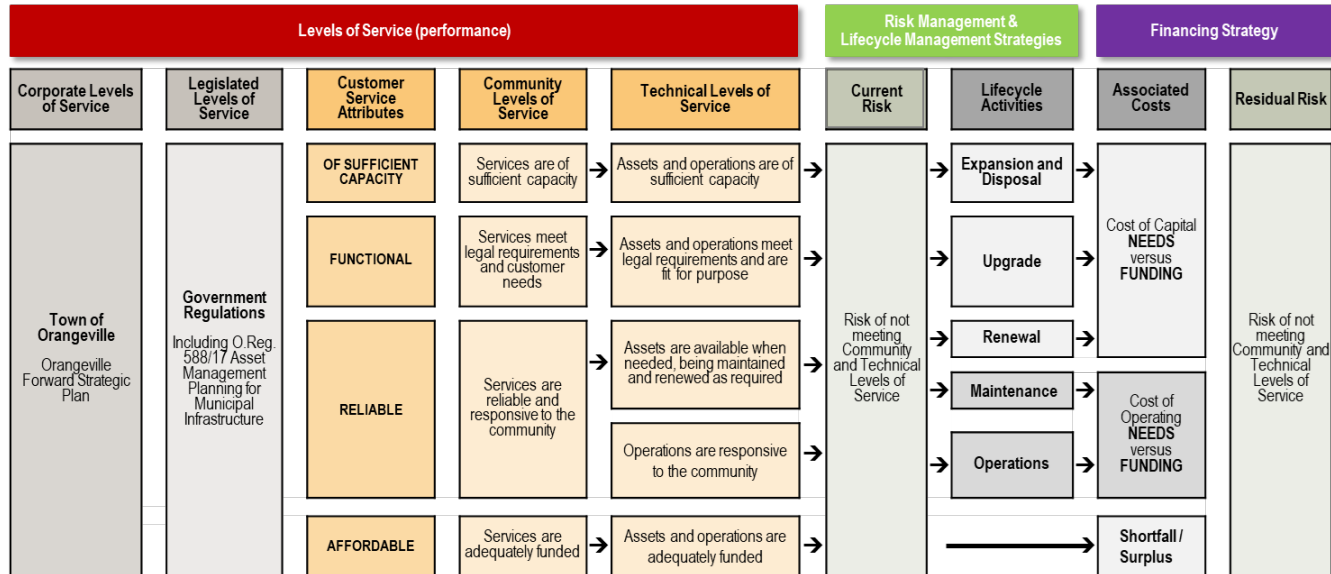 Levels of Service (performance)
Risk Management &
Lifecycle Management Strategies
Financing Strategy
Corporate Levels
of Service
Legislated
Levels of
Service
Customer
Service
Attributes
Community
Levels of
Service
Technical Levels of
Service
Current
Risk
Lifecycle
Activities
Associated
Costs
Residual Risk
Town of
Orangeville
Orangeville
Forward Strategic
Plan
Government
Regulations
Including O.Reg.
588/17 Asset
Management
Planning for
Municipal
Infrastructure
OF SUFFICIENT
CAPACITY
Services are of
sufficient capacity
Assets and operations are of
sufficient capacity
FUNCTIONAL
Services meet
legal requirements
and customer
needs
Assets and operations meet
legal requirements and are
fit for purpose
RELIABLE
Services are
reliable and
responsive to the
community
Assets are available when
needed, being maintained
and renewed as required
Operations are responsive
to the community
AFFORDABLE
Services are
adequately funded
Assets and operations are
adequately funded
Risk of not
meeting
Community
and Technical
Levels of
Service
Expansion and
Disposal
Upgrade
Renewal
Maintenance
Operations
Cost of Capital
NEEDS
versus
FUNDING
Cost of
Operating
NEEDS
versus
FUNDING
Shortfall /
Surplus
Risk of not
meeting
Community and
Technical
Levels of
Service